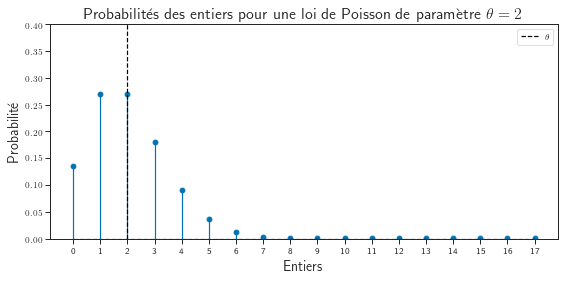 Probabilités des entiers pour une loi de Poisson de paramètre θ = 2
0.40
0.35
0.30
0.25
0.20
0.15
0.10
0.05
0.00
Probabilité
θ
0 1 2 3 4 5 6 7 8 9 10 11 12 13 14 15 16 17
Entiers